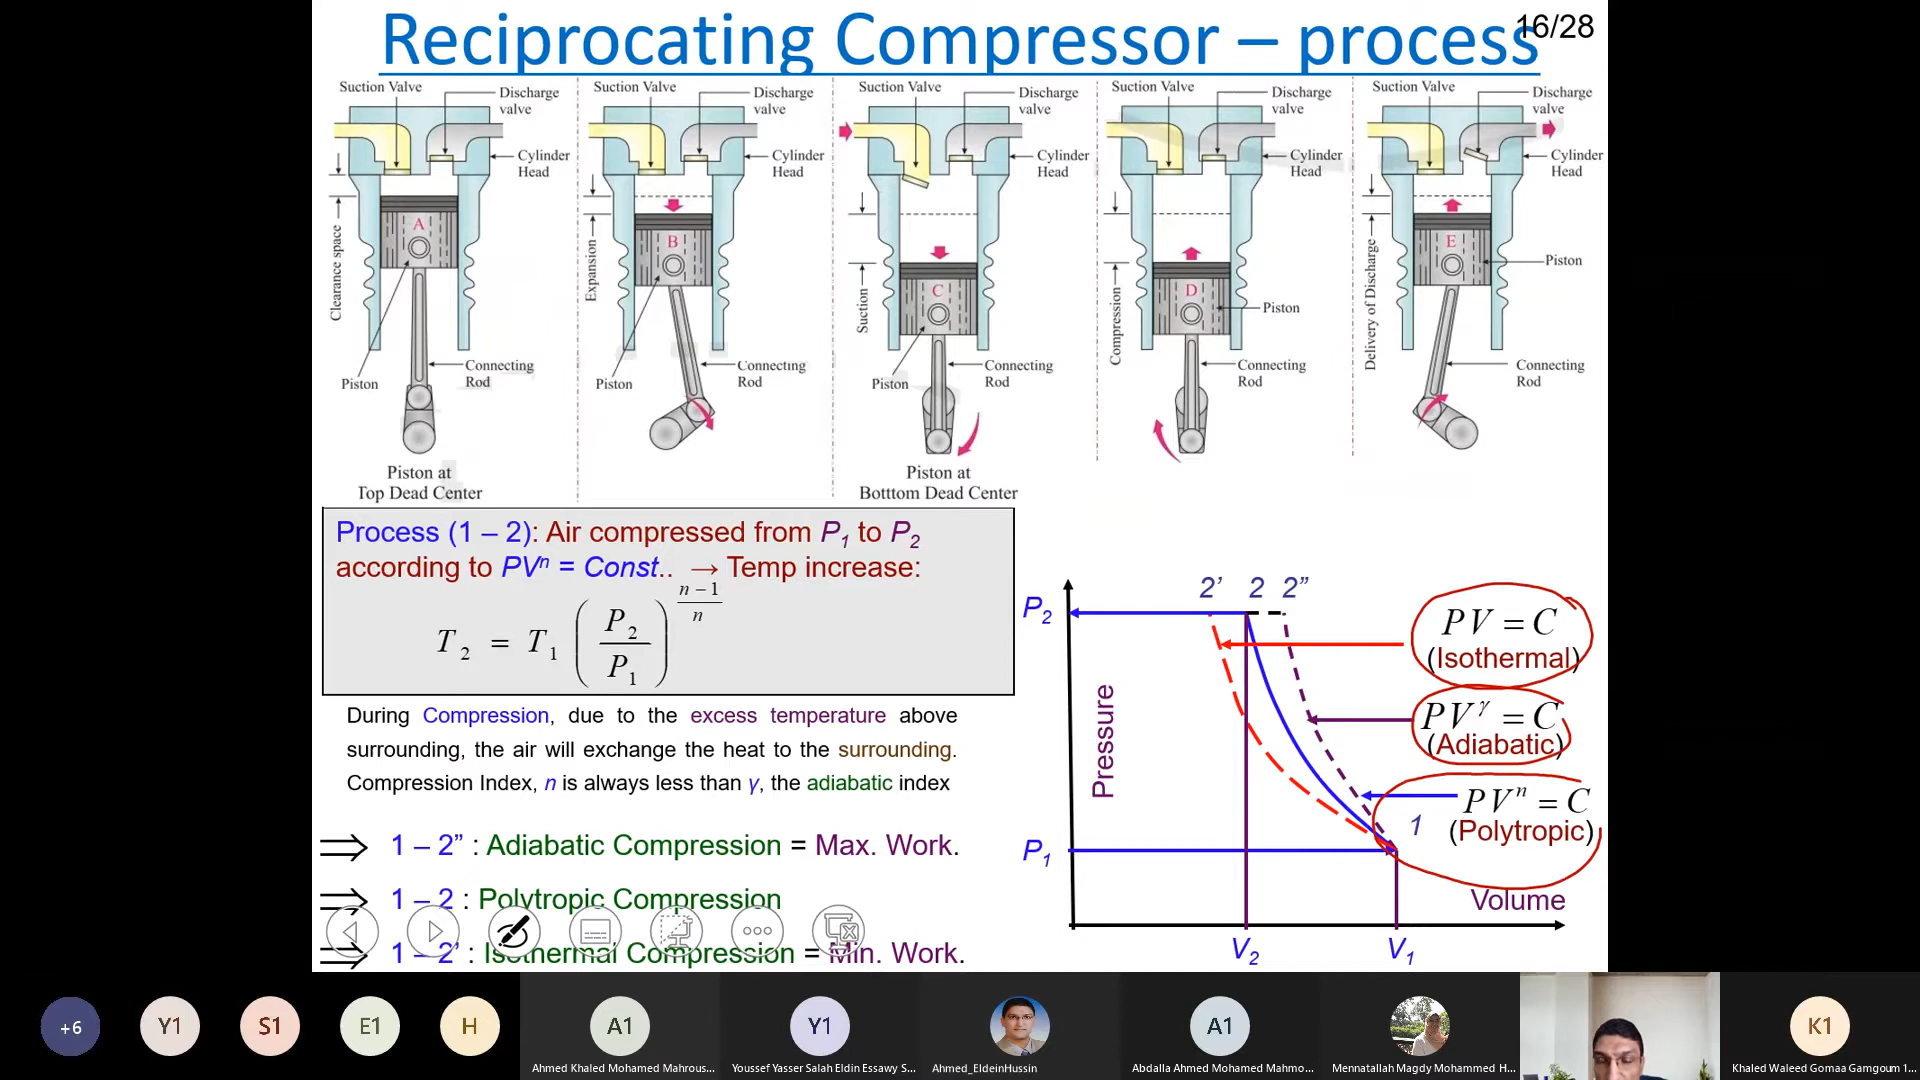 Reciprocating Compressor – process
16/28
Suction Valve
Discharge valve
Cylinder Head
Clearance space
A
Piston
Connecting Rod
Piston at
Top Dead Center
Suction Valve
Discharge valve
Cylinder Head
Expansion
B
Piston
Connecting Rod
Suction Valve
Discharge valve
Cylinder Head
Suction
C
Piston
Connecting Rod
Piston at
Botttom Dead Center
Suction Valve
Discharge valve
Cylinder Head
Compression
D
Piston
Connecting Rod
Suction Valve
Discharge valve
Cylinder Head
Delivery of Discharge
E
Piston
Connecting Rod
Process (1 – 2): Air compressed from P1 to P2
according to PVⁿ = Const.. → Temp increase:
T2 = T1 (P2/P1)^((n – 1)/n)
During Compression, due to the excess temperature above
surrounding, the air will exchange the heat to the surrounding.
Compression Index, n is always less than γ, the adiabatic index
⇒ 1 – 2” : Adiabatic Compression = Max. Work.
⇒ 1 – 2 : Polytropic Compression
⇒ 1 – 2’ : Isothermal Compression = Min. Work.
2’ 2 2”
P2
P1
Pressure
PV = C
(Isothermal)
PV^γ = C
(Adiabatic)
PVⁿ = C
(Polytropic)
1
Volume
V2
V1
+6
Y1
S1
E1
H
A1
Ahmed Khaled Mohamed Mahrous...
Y1
Youssef Yasser Salah Eldin Essawy S...
Ahmed_EldeinHussin
A1
Abdalla Ahmed Mohamed Mahmo...
Mennatallah Magdy Mohammed H...
K1
Khaled Waleed Gomaa Gamgoum 1...